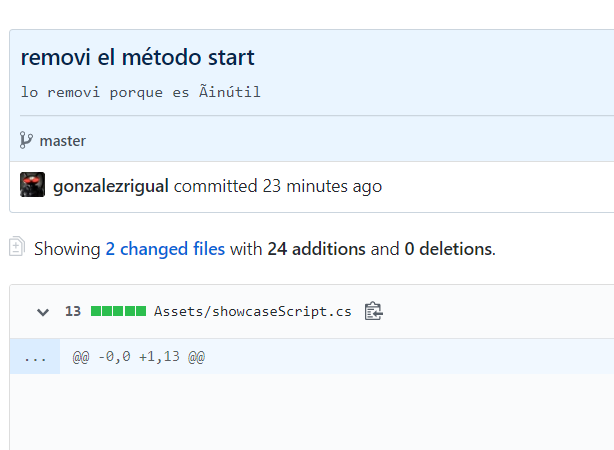 removi el método start
lo removi porque es Ãinútil
master
gonzalezrigual committed 23 minutes ago
Showing 2 changed files with 24 additions and 0 deletions.
13 Assets/showcaseScript.cs
... @@ -0,0 +1,13 @@